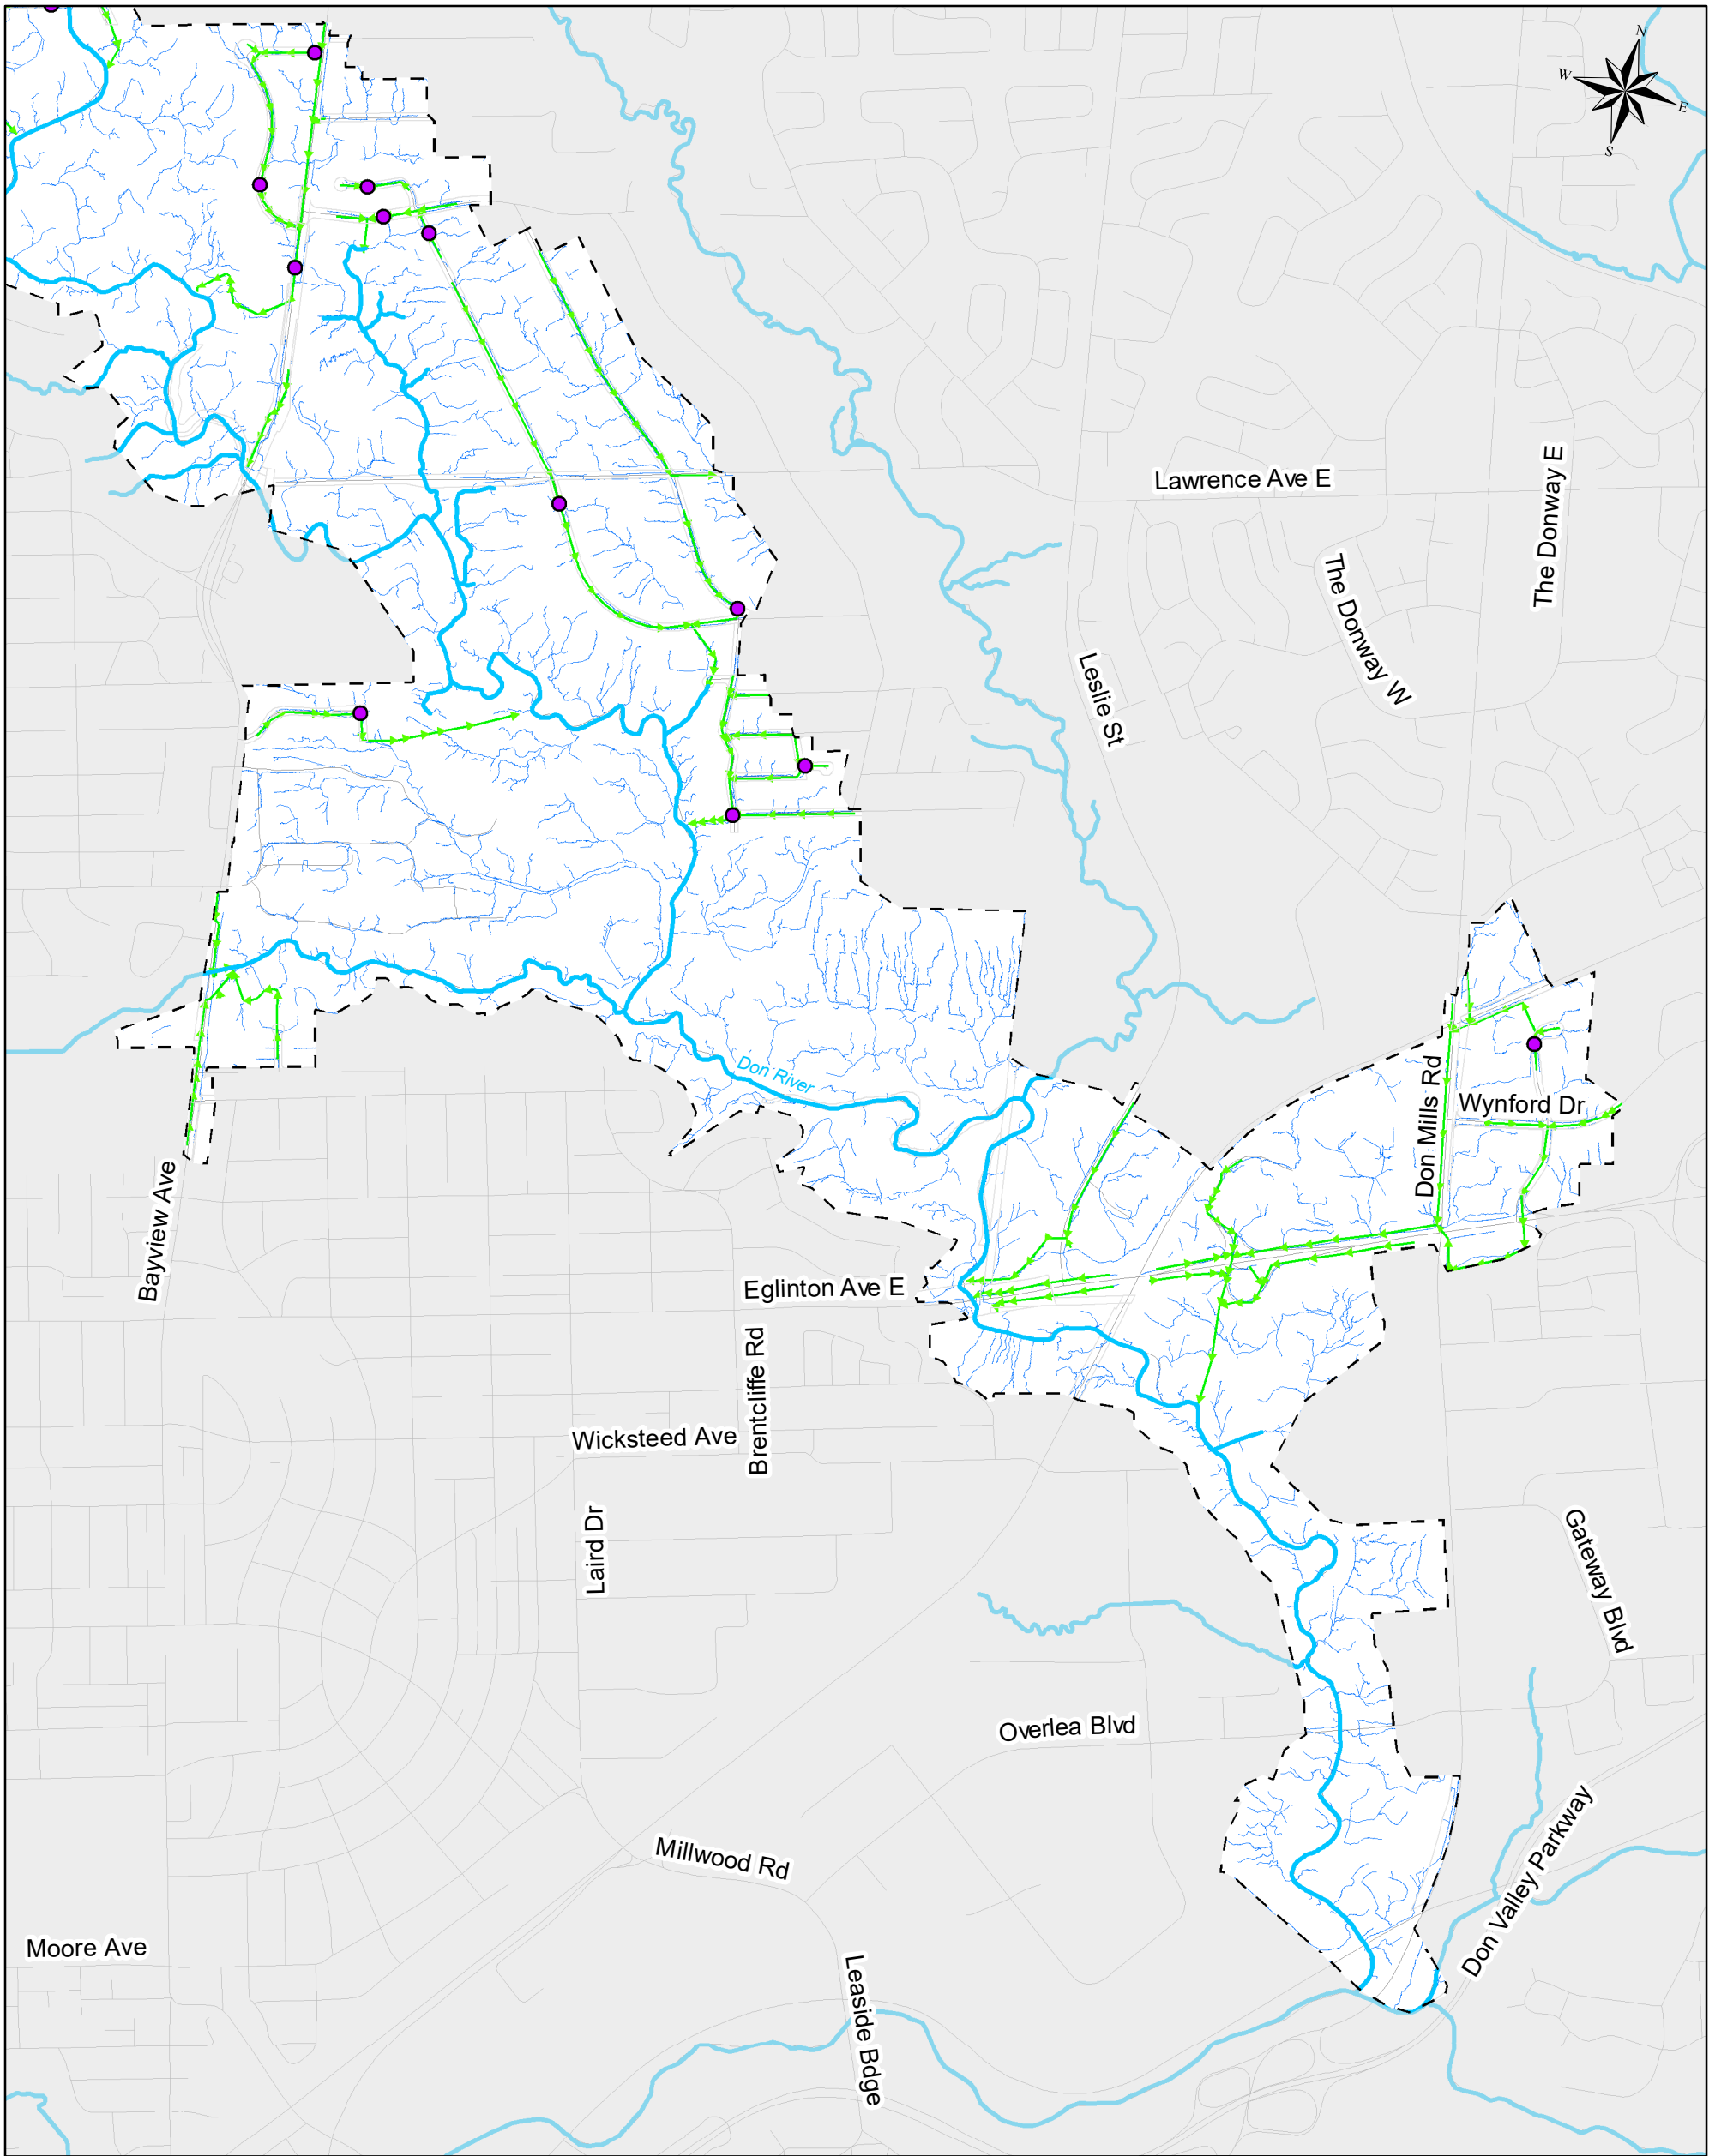 N
W
E
S
Lawrence Ave E
The Donway E
The Donway W
Leslie St
Don River
Don Mills Rd
Wynford Dr
Bayview Ave
Eglinton Ave E
Brentcliffe Rd
Wicksteed Ave
Laird Dr
Gateway Blvd
Overlea Blvd
Don Valley Parkway
Millwood Rd
Moore Ave
Leaside Bdge